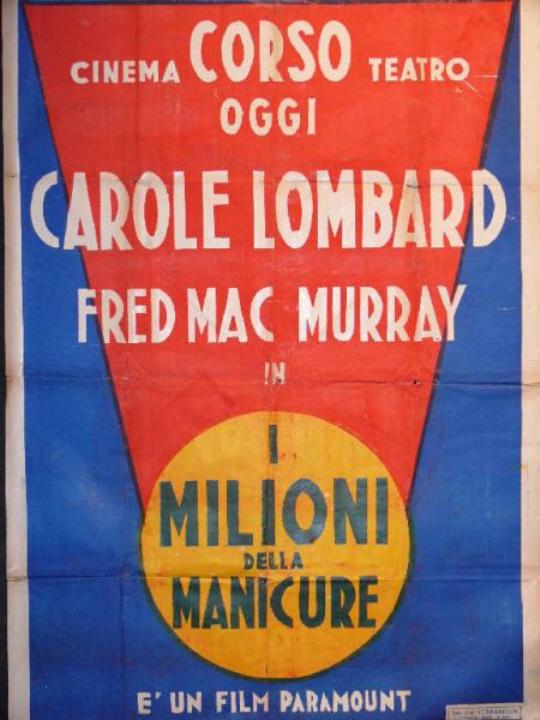 CINEMA CORSO TEATRO
OGGI
CAROLE LOMBARD
FRED MAC MURRAY
IN
I
MILIONI
DELLA
MANICURE
E' UN FILM PARAMOUNT